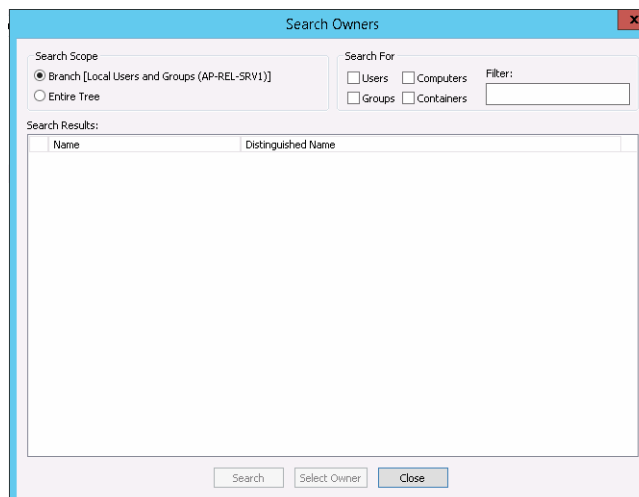 Search Owners
x
Search Scope
Branch [Local Users and Groups (AP-REL-SRV1)]
Entire Tree
Search For
Users
Computers
Groups
Containers
Filter:
Search Results:
Name
Distinguished Name
Search
Select Owner
Close